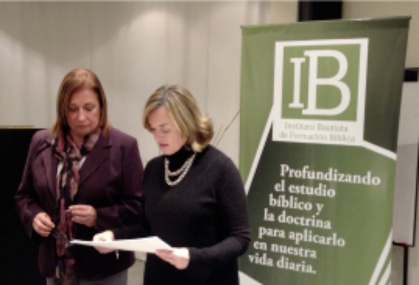 IB
Instituto Bautista
de Formación Bíblica
Profundizando
el estudio
bíblico y
la doctrina
para aplicarlo
en nuestra
vida diaria.